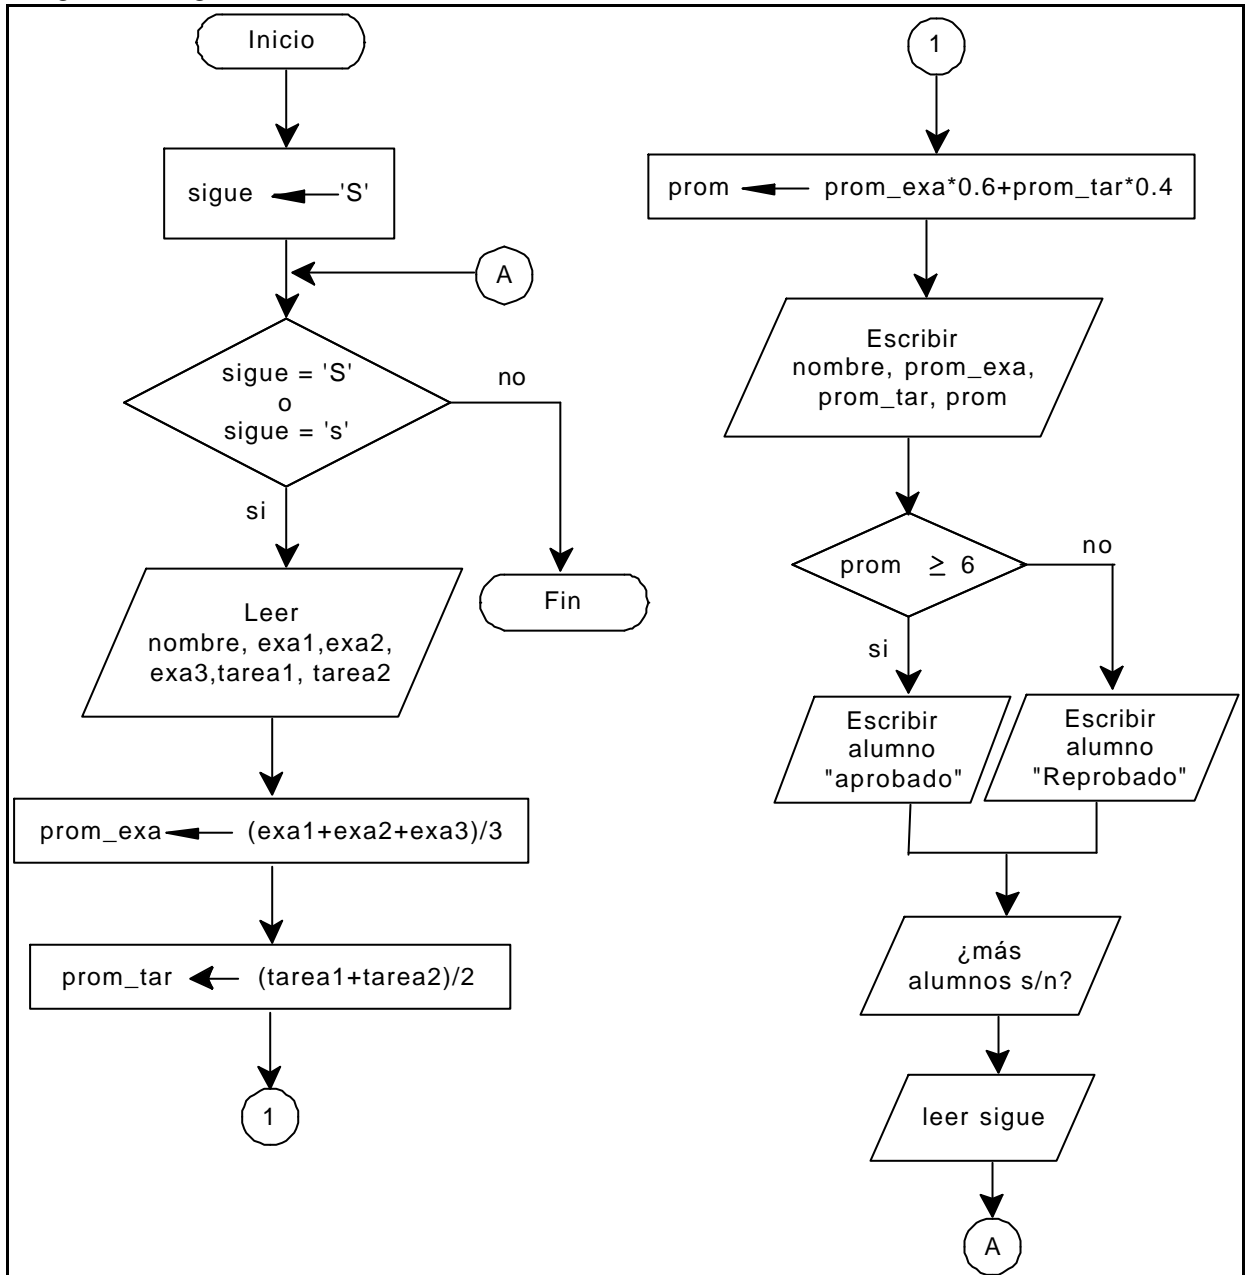 Inicio
sigue 'S'
A
sigue = 'S'
o
sigue = 's'
no
si
Fin
Leer
nombre, exa1,exa2,
exa3,tarea1, tarea2
prom_exa (exa1+exa2+exa3)/3
prom_tar (tarea1+tarea2)/2
1
1
prom prom_exa*0.6+prom_tar*0.4
Escribir
nombre, prom_exa,
prom_tar, prom
prom ≥ 6
no
si
Escribir
alumno
"aprobado"
Escribir
alumno
"Reprobado"
¿más
alumnos s/n?
leer sigue
A